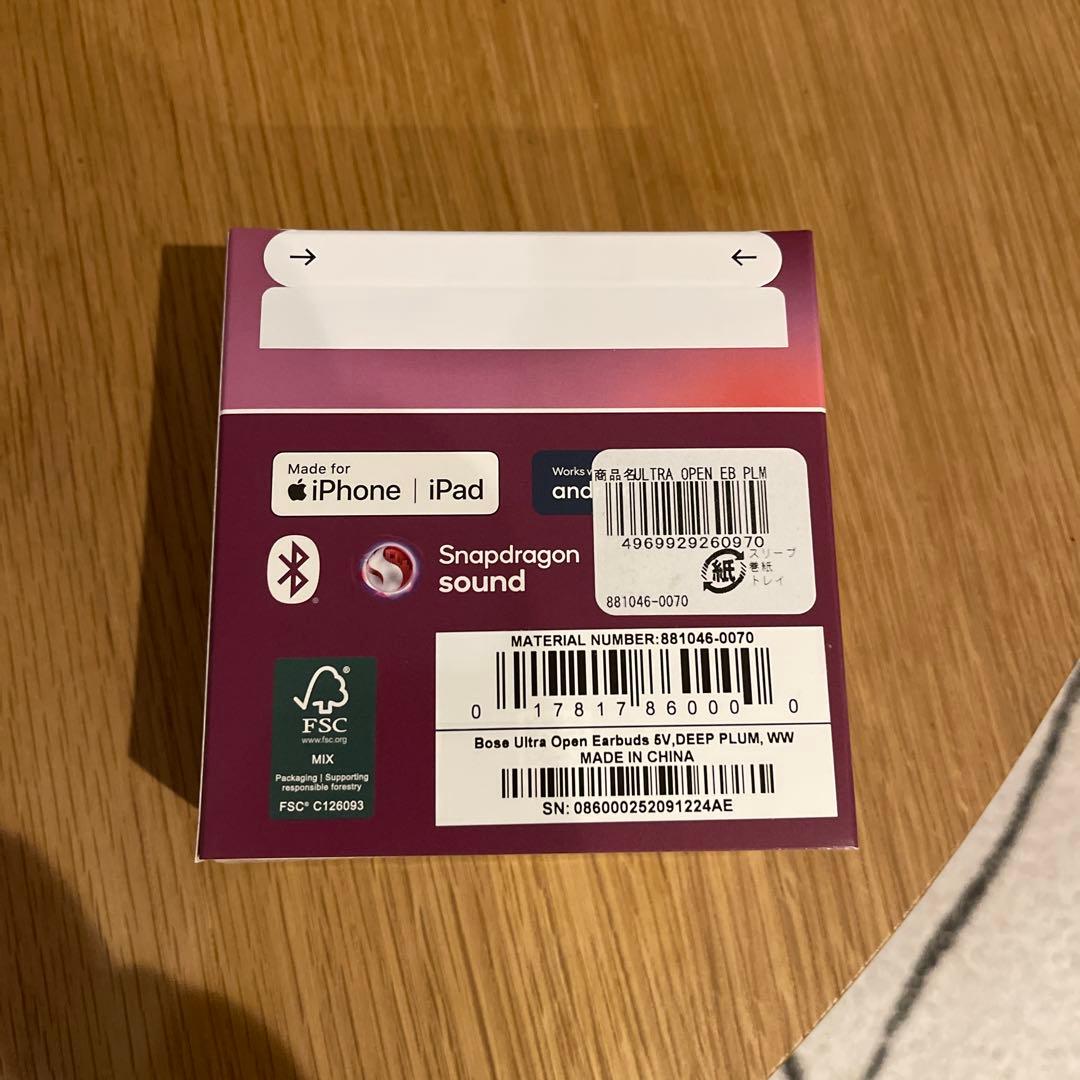 → ←
Made for
iPhone | iPad
Works
and
商品名ULTRA OPEN EB PLM
4969929260970
紙
スリーブ
巻紙
トレイ
881046-0070
Snapdragon
sound
MATERIAL NUMBER:881046-0070
0 17817 86000 0
Bose Ultra Open Earbuds 5V,DEEP PLUM, WW
MADE IN CHINA
SN: 086000252091224AE
FSC
www.fsc.org
MIX
Packaging | Supporting
responsible forestry
FSC® C126093